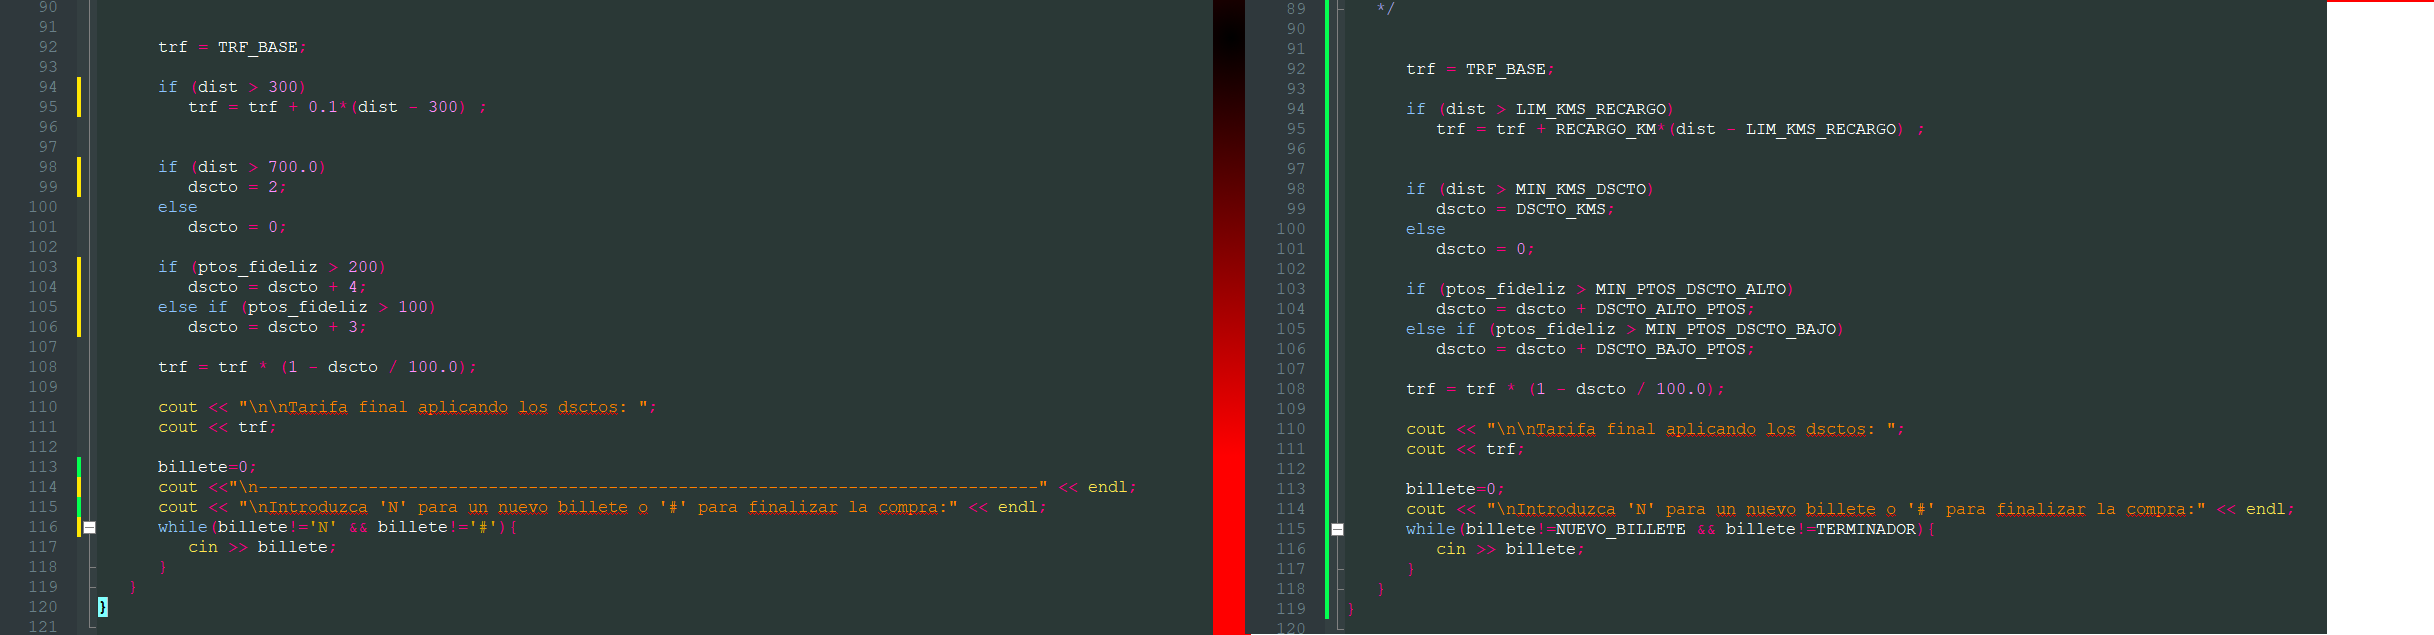 90
91
92 trf = TRF_BASE;
93
94 if (dist > 300)
95 trf = trf + 0.1*(dist - 300) ;
96
97
98 if (dist > 700.0)
99 dscto = 2;
100 else
101 dscto = 0;
102
103 if (ptos_fideliz > 200)
104 dscto = dscto + 4;
105 else if (ptos_fideliz > 100)
106 dscto = dscto + 3;
107
108 trf = trf * (1 - dscto / 100.0);
109
110 cout << "\n\nTarifa final aplicando los dsctos: ";
111 cout << trf;
112
113 billete=0;
114 cout <<"\n------------------------------------------------------------------------------" << endl;
115 cout << "\nIntroduzca 'N' para un nuevo billete o '#' para finalizar la compra:" << endl;
116 while(billete!='N' && billete!='#'){
117 cin >> billete;
118 }
119 }
120 }
121
89 */
90
91
92 trf = TRF_BASE;
93
94 if (dist > LIM_KMS_RECARGO)
95 trf = trf + RECARGO_KM*(dist - LIM_KMS_RECARGO) ;
96
97
98 if (dist > MIN_KMS_DSCTO)
99 dscto = DSCTO_KMS;
100 else
101 dscto = 0;
102
103 if (ptos_fideliz > MIN_PTOS_DSCTO_ALTO)
104 dscto = dscto + DSCTO_ALTO_PTOS;
105 else if (ptos_fideliz > MIN_PTOS_DSCTO_BAJO)
106 dscto = dscto + DSCTO_BAJO_PTOS;
107
108 trf = trf * (1 - dscto / 100.0);
109
110 cout << "\n\nTarifa final aplicando los dsctos: ";
111 cout << trf;
112
113 billete=0;
114 cout << "\nIntroduzca 'N' para un nuevo billete o '#' para finalizar la compra:" << endl;
115 while(billete!=NUEVO_BILLETE && billete!=TERMINADOR){
116 cin >> billete;
117 }
118 }
119 }
120